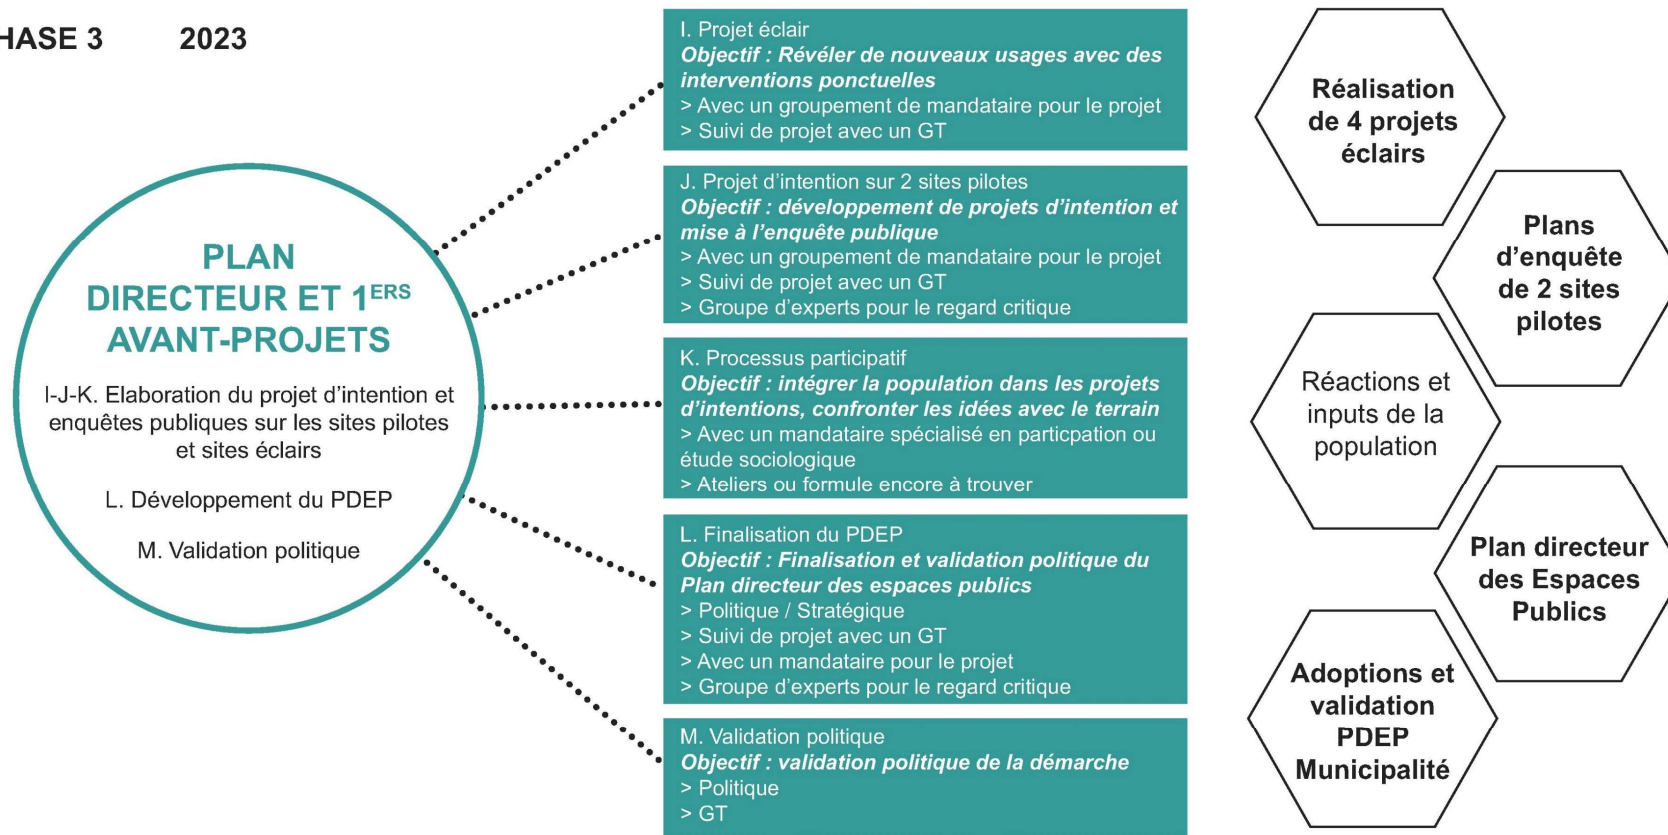 HASE 3 2023
PLAN
DIRECTEUR ET 1ERS
AVANT-PROJETS
I-J-K. Elaboration du projet d'intention et
enquêtes publiques sur les sites pilotes
et sites éclairs
L. Développement du PDEP
M. Validation politique
I. Projet éclair
Objectif : Révéler de nouveaux usages avec des
interventions ponctuelles
> Avec un groupement de mandataire pour le projet
> Suivi de projet avec un GT
J. Projet d'intention sur 2 sites pilotes
Objectif : développement de projets d'intention et
mise à l'enquête publique
> Avec un groupement de mandataire pour le projet
> Suivi de projet avec un GT
> Groupe d'experts pour le regard critique
K. Processus participatif
Objectif : intégrer la population dans les projets
d'intentions, confronter les idées avec le terrain
> Avec un mandataire spécialisé en particpation ou
étude sociologique
> Ateliers ou formule encore à trouver
L. Finalisation du PDEP
Objectif : Finalisation et validation politique du
Plan directeur des espaces publics
> Politique / Stratégique
> Suivi de projet avec un GT
> Avec un mandataire pour le projet
> Groupe d'experts pour le regard critique
M. Validation politique
Objectif : validation politique de la démarche
> Politique
> GT
Réalisation
de 4 projets
éclairs
Plans
d'enquête
de 2 sites
pilotes
Réactions et
inputs de la
population
Plan directeur
des Espaces
Publics
Adoptions et
validation
PDEP
Municipalité